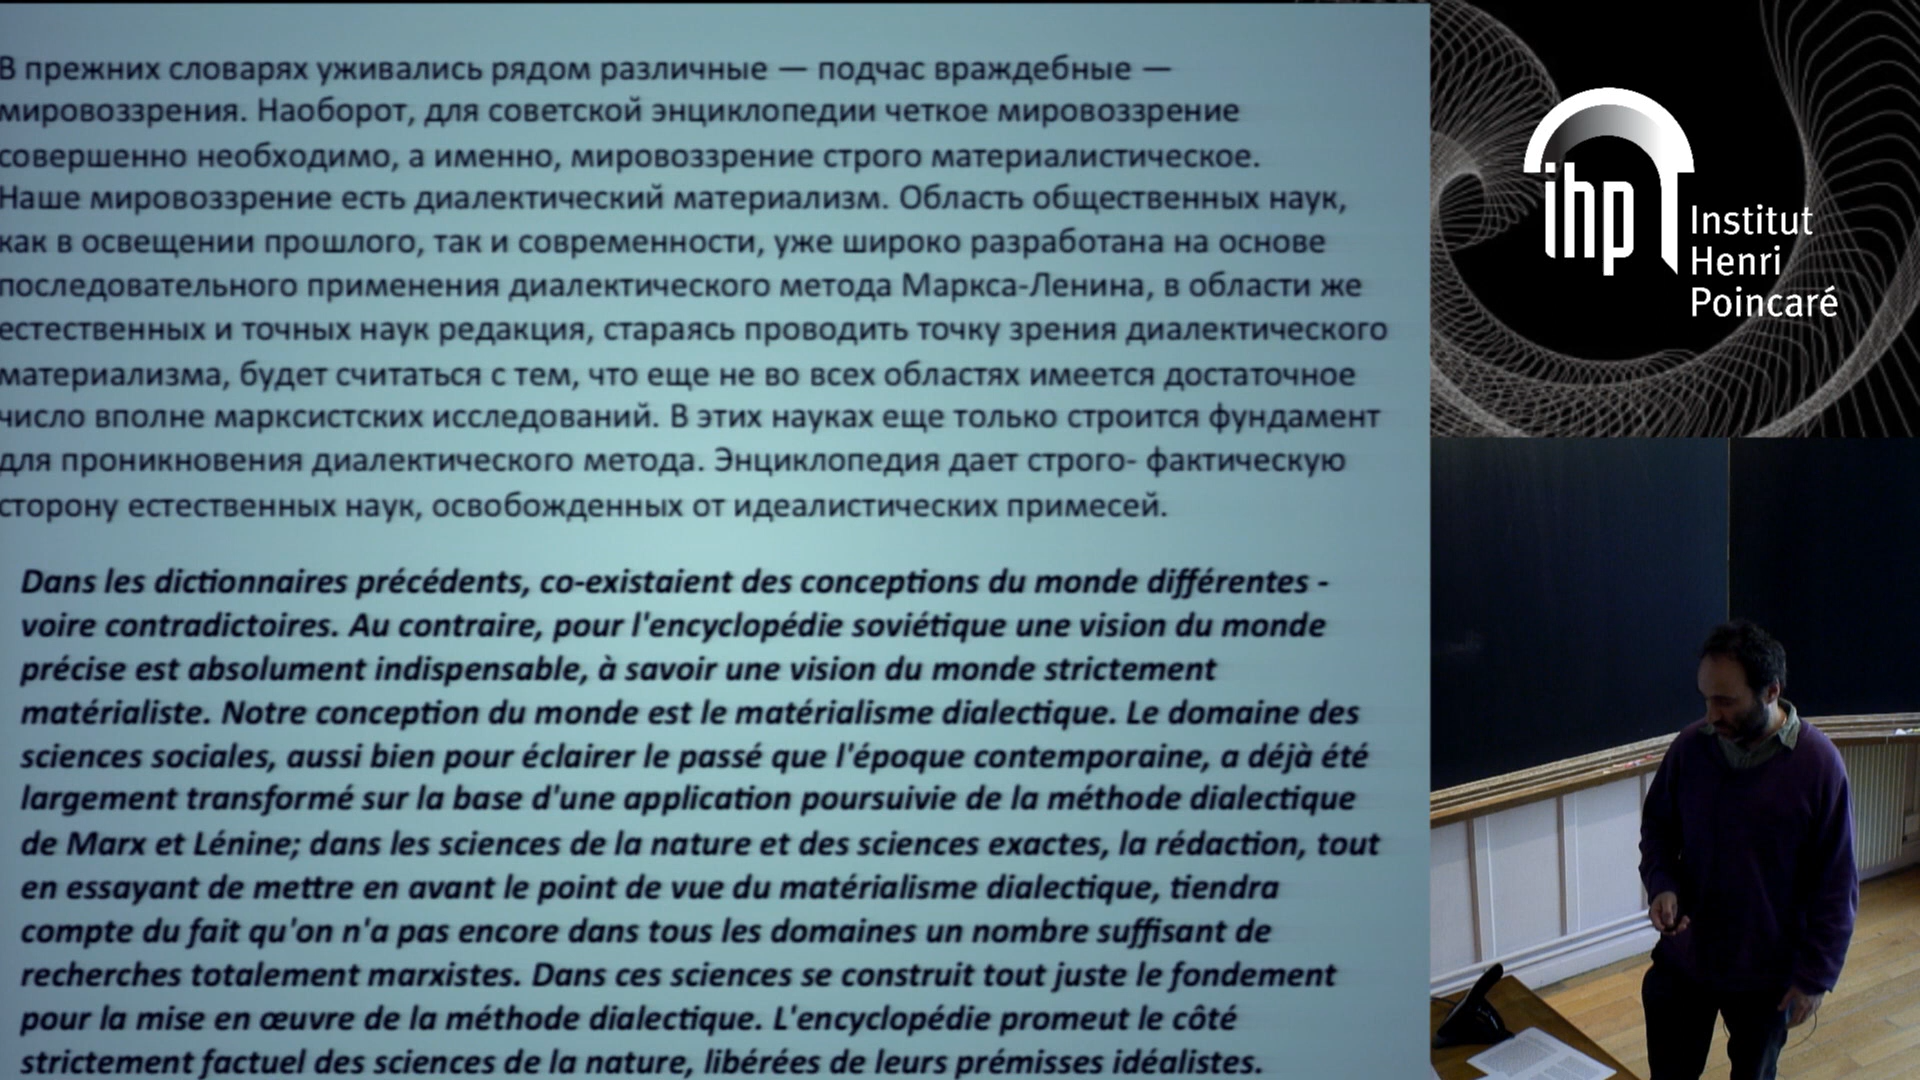 В прежних словарях уживались рядом различные — подчас враждебные —
мировоззрения. Наоборот, для советской энциклопедии четкое мировоззрение
совершенно необходимо, а именно, мировоззрение строго материалистическое.
Наше мировоззрение есть диалектический материализм. Область общественных наук,
как в освещении прошлого, так и современности, уже широко разработана на основе
последовательного применения диалектического метода Маркса-Ленина, в области же
естественных и точных наук редакция, стараясь проводить точку зрения диалектического
материализма, будет считаться с тем, что еще не во всех областях имеется достаточное
число вполне марксистских исследований. В этих науках еще только строится фундамент
для проникновения диалектического метода. Энциклопедия дает строго- фактическую
сторону естественных наук, освобожденных от идеалистических примесей.
Dans les dictionnaires précédents, co-existaient des conceptions du monde différentes -
voire contradictoires. Au contraire, pour l'encyclopédie soviétique une vision du monde
précise est absolument indispensable, à savoir une vision du monde strictement
matérialiste. Notre conception du monde est le matérialisme dialectique. Le domaine des
sciences sociales, aussi bien pour éclairer le passé que l'époque contemporaine, a déjà été
largement transformé sur la base d'une application poursuivie de la méthode dialectique
de Marx et Lénine; dans les sciences de la nature et des sciences exactes, la rédaction, tout
en essayant de mettre en avant le point de vue du matérialisme dialectique, tiendra
compte du fait qu'on n'a pas encore dans tous les domaines un nombre suffisant de
recherches totalement marxistes. Dans ces sciences se construit tout juste le fondement
pour la mise en œuvre de la méthode dialectique. L'encyclopédie promeut le côté
strictement factuel des sciences de la nature, libérées de leurs prémisses idéalistes.
ihp
Institut
Henri
Poincaré